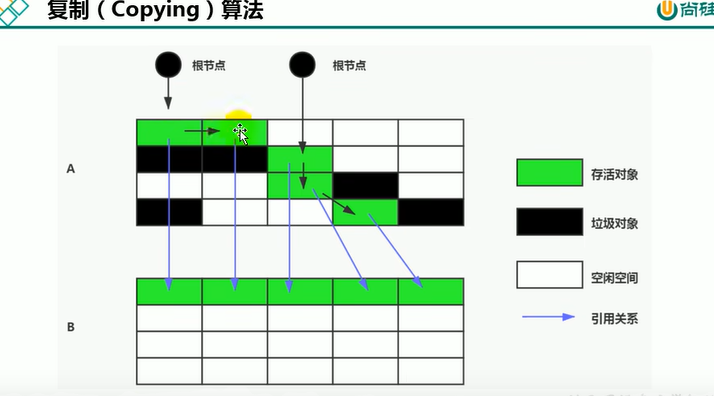 复制（Copying）算法
尚硅
根节点
根节点
A
存活对象
垃圾对象
空闲空间
引用关系
B